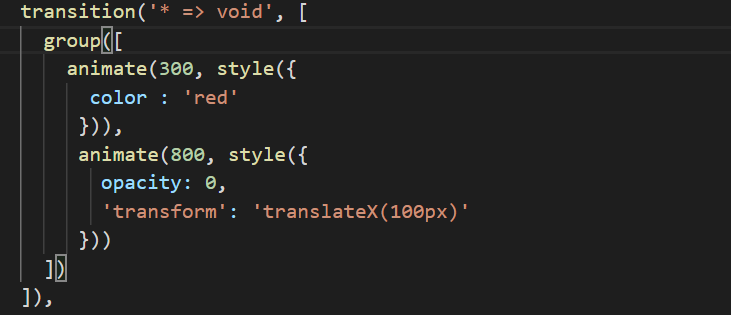 transition('* => void', [
  group([
    animate(300, style({
      color : 'red'
     })),
     animate(800, style({
       opacity: 0,
       'transform': 'translateX(100px)'
     }))
  ])
]),